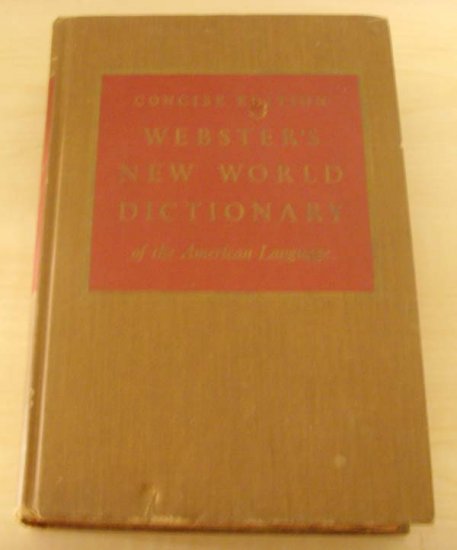 CONCISE EDITION
WEBSTER'S
NEW WORLD
DICTIONARY
of the American Language